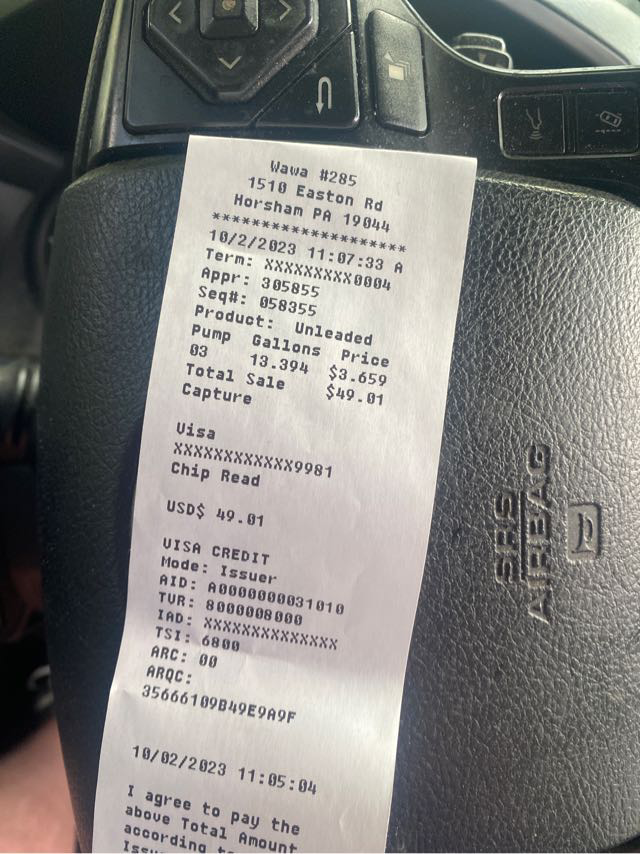 Wawa #285
1510 Easton Rd
Horsham PA 19044
********************
10/2/2023 11:07:33 A
Term: XXXXXXXXX0004
Appr: 305855
Seq#: 058355
Product: Unleaded
Pump Gallons Price
03 13.394 $3.659
Total Sale $49.01
Capture
Visa
XXXXXXXXXXXX9981
Chip Read
USD$ 49.01
VISA CREDIT
Mode: Issuer
AID: A0000000031010
TVR: 8000008000
IAD: XXXXXXXXXXXXXX
TSI: 6800
ARC: 00
ARQC:
35666109B49E9A9F
10/02/2023 11:05:04
I agree to pay the
above Total Amount
according
SRS
AIRBAG